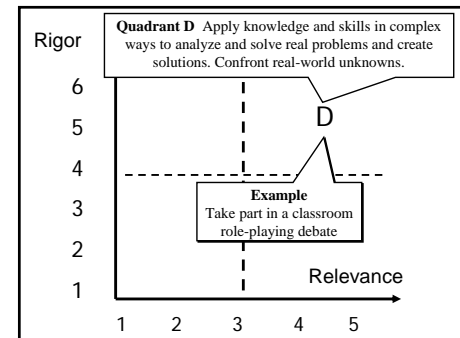 Rigor
Quadrant D Apply knowledge and skills in complex
ways to analyze and solve real problems and create
solutions. Confront real-world unknowns.
6
5
4
3
2
1
D
Example
Take part in a classroom
role-playing debate
Relevance
1 2 3 4 5